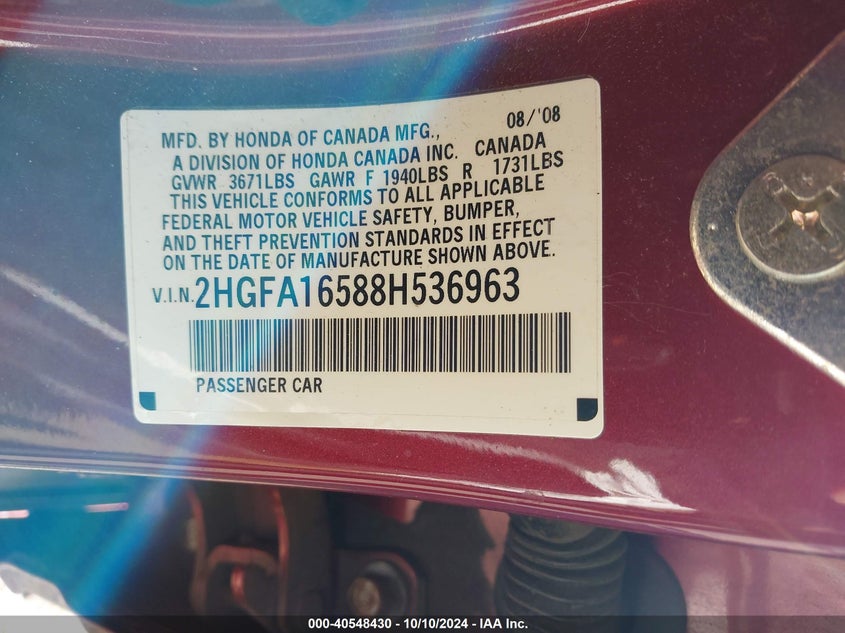 08/'08
MFD. BY HONDA OF CANADA MFG.,
A DIVISION OF HONDA CANADA INC. CANADA
GVWR 3671LBS GAWR F 1940LBS R 1731LBS
THIS VEHICLE CONFORMS TO ALL APPLICABLE
FEDERAL MOTOR VEHICLE SAFETY, BUMPER,
AND THEFT PREVENTION STANDARDS IN EFFECT
ON THE DATE OF MANUFACTURE SHOWN ABOVE.
V.I.N. 2HGFA16588H536963
PASSENGER CAR
000-40548430 - 10/10/2024 - IAA Inc.